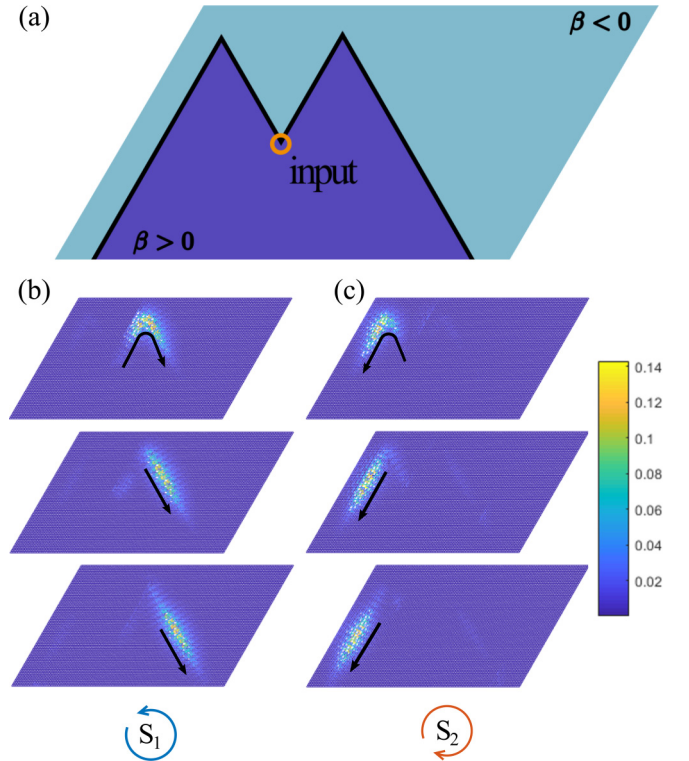 (a)
β < 0
input
β > 0
(b)
(c)
0.14
0.12
0.1
0.08
0.06
0.04
0.02
S₁
S₂